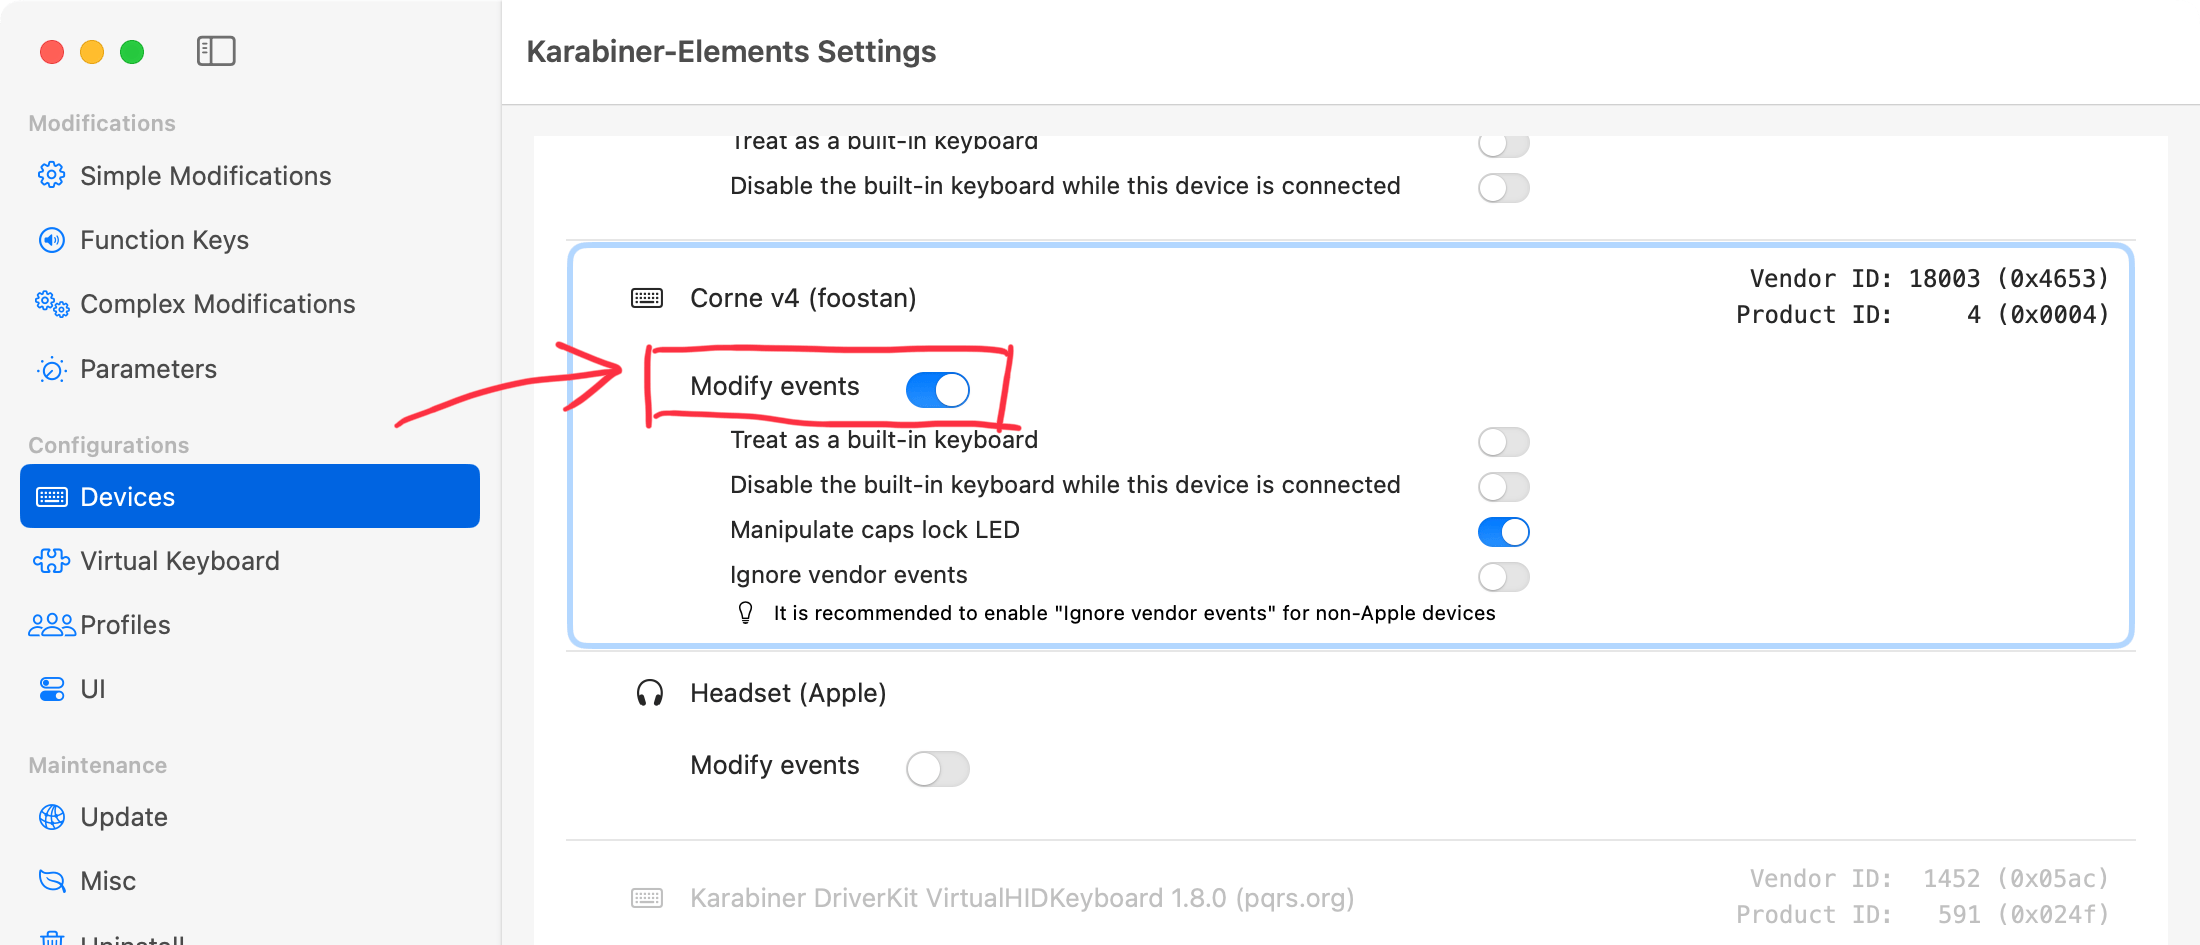 Karabiner-Elements Settings
Modifications
Simple Modifications
Function Keys
Complex Modifications
Parameters
Configurations
Devices
Virtual Keyboard
Profiles
UI
Maintenance
Update
Misc
Uninstall
Treat as a built-in keyboard
Disable the built-in keyboard while this device is connected
Corne v4 (foostan)
Vendor ID: 18003 (0x4653)
Product ID: 4 (0x0004)
Modify events
Treat as a built-in keyboard
Disable the built-in keyboard while this device is connected
Manipulate caps lock LED
Ignore vendor events
It is recommended to enable "Ignore vendor events" for non-Apple devices
Headset (Apple)
Modify events
Karabiner DriverKit VirtualHIDKeyboard 1.8.0 (pqrs.org)
Vendor ID: 1452 (0x05ac)
Product ID: 591 (0x024f)